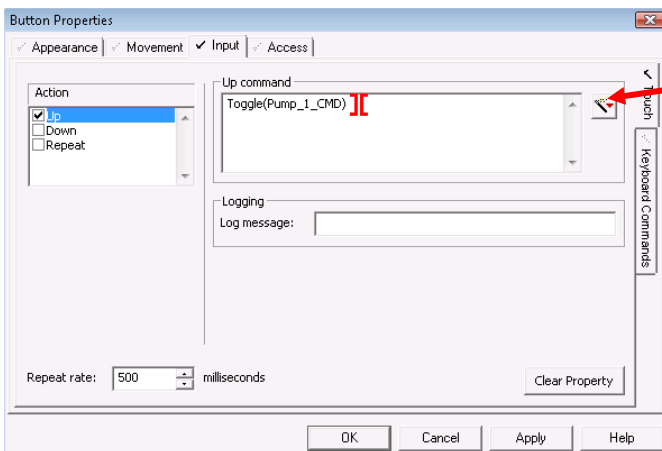 Button Properties
Appearance Movement Input Access
Action
Up
Down
Repeat
Up command
Toggle(Pump_1_CMD) ][
Logging
Log message:
Touch
Keyboard Commands
Repeat rate: 500 milliseconds
Clear Property
OK Cancel Apply Help